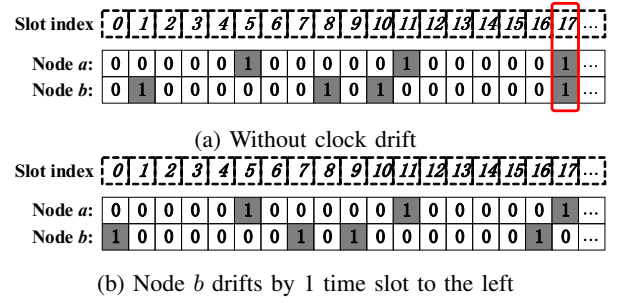 Slot index 0 1 2 3 4 5 6 7 8 9 10 11 12 13 14 15 16 17 ...
Node a: 0 0 0 0 0 1 0 0 0 0 0 1 0 0 0 0 0 1 ...
Node b: 0 1 0 0 0 0 0 0 1 0 1 0 0 0 0 0 0 1 ...
(a) Without clock drift
Slot index 0 1 2 3 4 5 6 7 8 9 10 11 12 13 14 15 16 17 ...
Node a: 0 0 0 0 0 1 0 0 0 0 0 1 0 0 0 0 0 1 ...
Node b: 1 0 0 0 0 0 0 1 0 1 0 0 0 0 0 0 1 0 ...
(b) Node b drifts by 1 time slot to the left